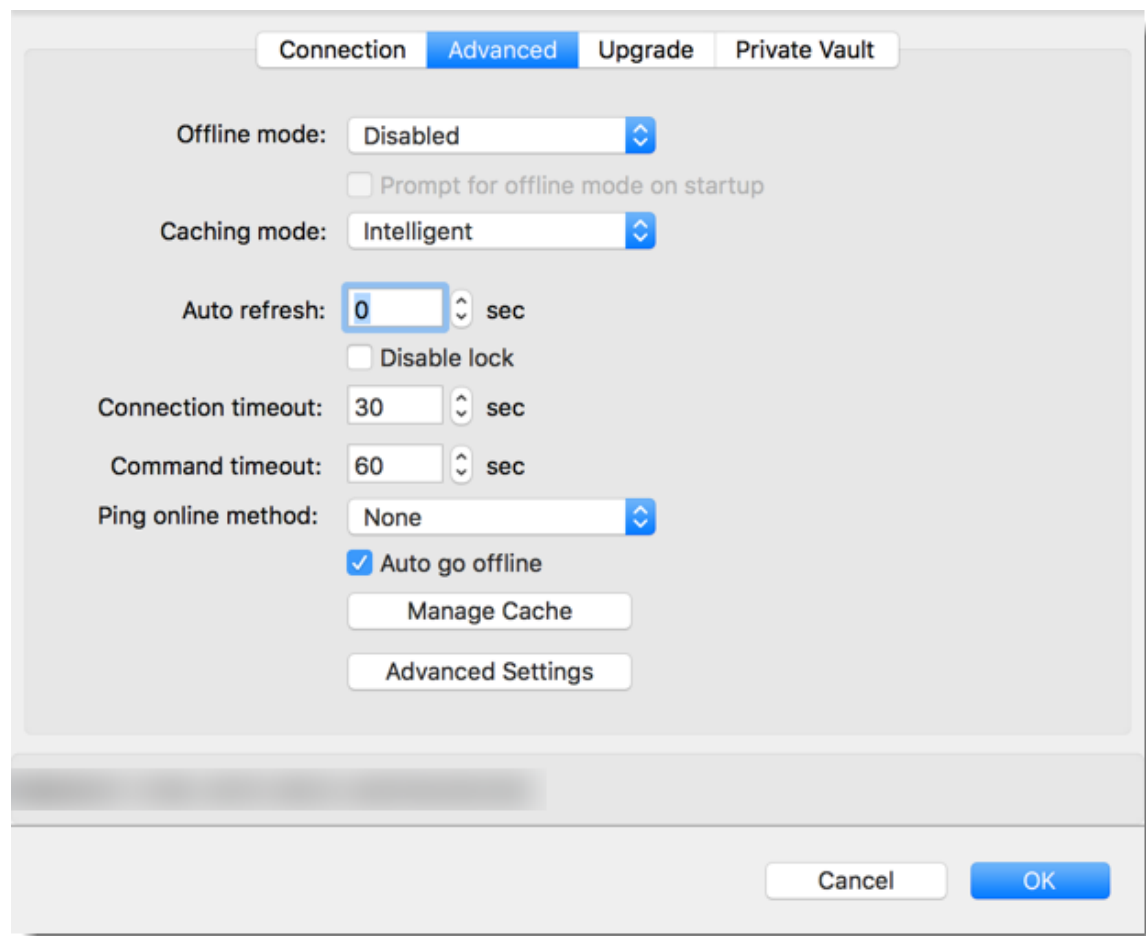 Connection Advanced Upgrade Private Vault
Offline mode: Disabled
Prompt for offline mode on startup
Caching mode: Intelligent
Auto refresh: 0 sec
Disable lock
Connection timeout: 30 sec
Command timeout: 60 sec
Ping online method: None
Auto go offline
Manage Cache
Advanced Settings
Cancel OK